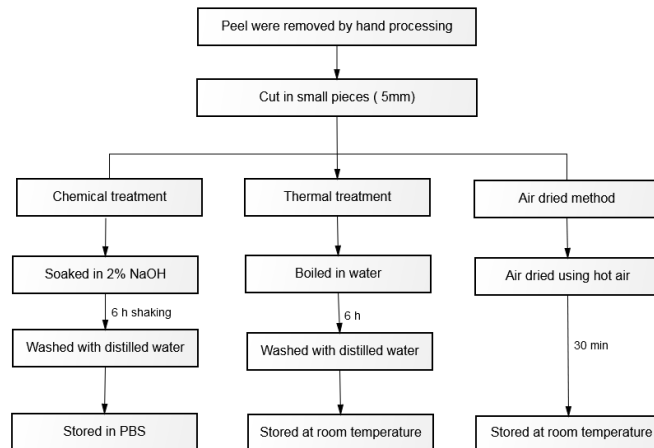 Peel were removed by hand processing
Cut in small pieces ( 5mm)
Chemical treatment
Thermal treatment
Air dried method
Soaked in 2% NaOH
Boiled in water
Air dried using hot air
6 h shaking
6 h
30 min
Washed with distilled water
Washed with distilled water
Stored in PBS
Stored at room temperature
Stored at room temperature